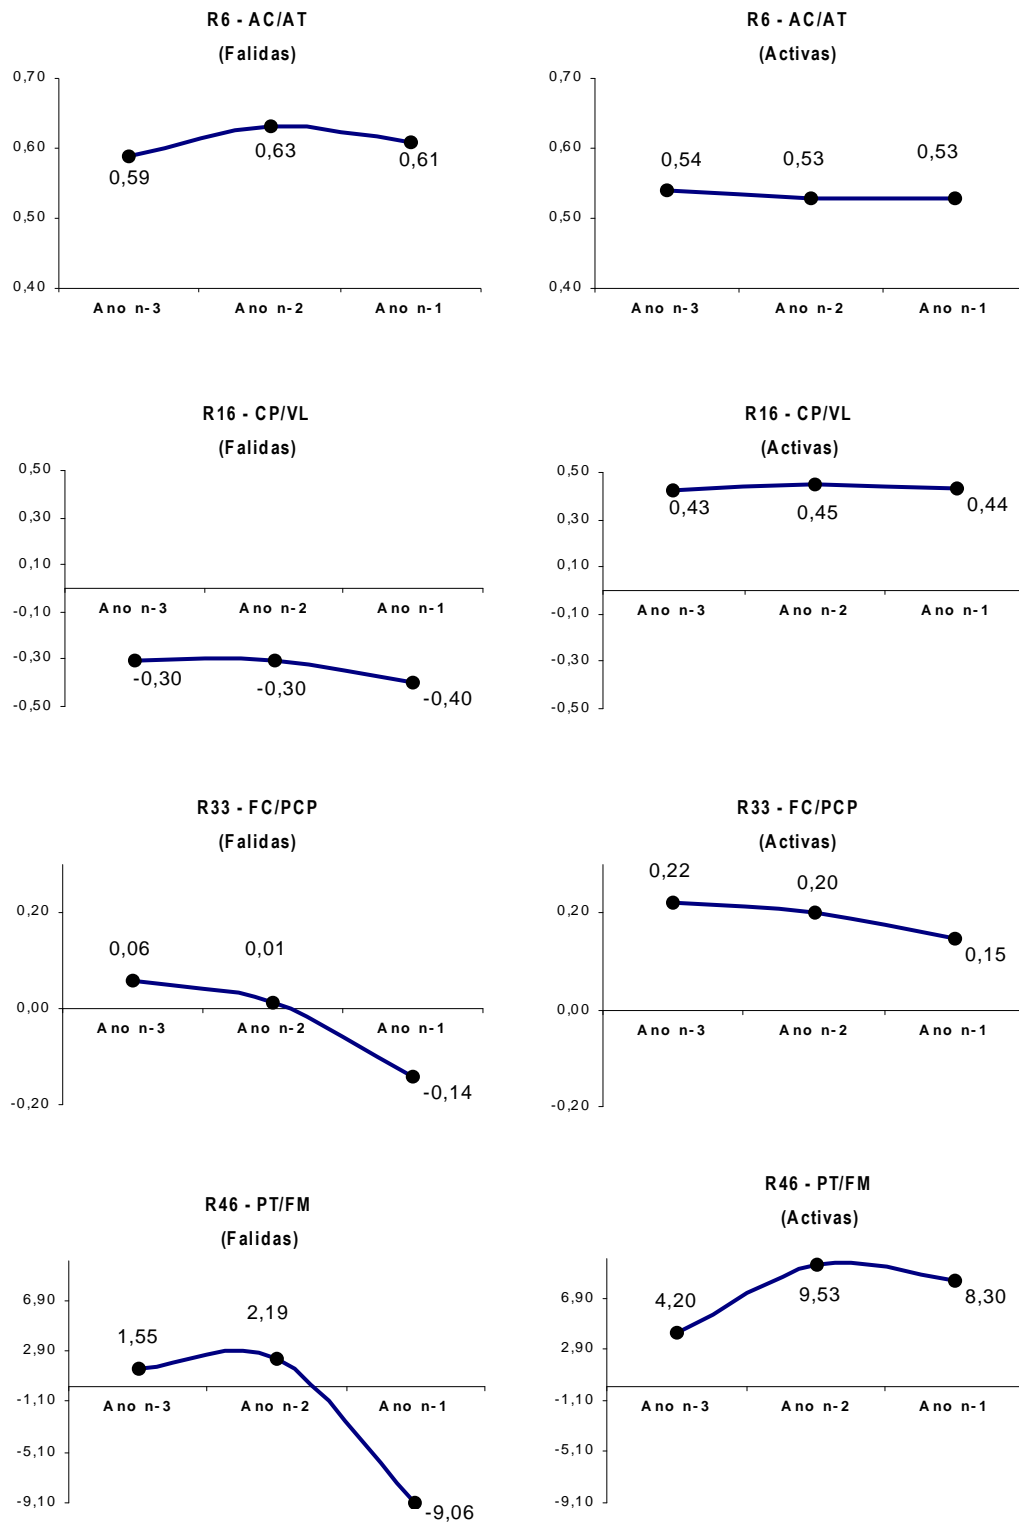 R6 - AC/AT
(Falidas)
0,70
0,60
0,50
0,40
0,59
0,63
0,61
Ano n-3
Ano n-2
Ano n-1
R6 - AC/AT
(Activas)
0,70
0,60
0,50
0,40
0,54
0,53
0,53
Ano n-3
Ano n-2
Ano n-1
R16 - CP/VL
(Falidas)
0,50
0,30
0,10
-0,10
-0,30
-0,50
Ano n-3
Ano n-2
Ano n-1
-0,30
-0,30
-0,40
R16 - CP/VL
(Activas)
0,50
0,30
0,10
-0,10
-0,30
-0,50
0,43
0,45
0,44
Ano n-3
Ano n-2
Ano n-1
R33 - FC/PCP
(Falidas)
0,20
0,00
-0,20
0,06
0,01
-0,14
Ano n-3
Ano n-2
Ano n-1
R33 - FC/PCP
(Activas)
0,20
0,00
-0,20
0,22
0,20
0,15
Ano n-3
Ano n-2
Ano n-1
R46 - PT/FM
(Falidas)
6,90
2,90
-1,10
-5,10
-9,10
1,55
2,19
-9,06
Ano n-3
Ano n-2
Ano n-1
R46 - PT/FM
(Activas)
6,90
2,90
-1,10
-5,10
-9,10
4,20
9,53
8,30
Ano n-3
Ano n-2
Ano n-1